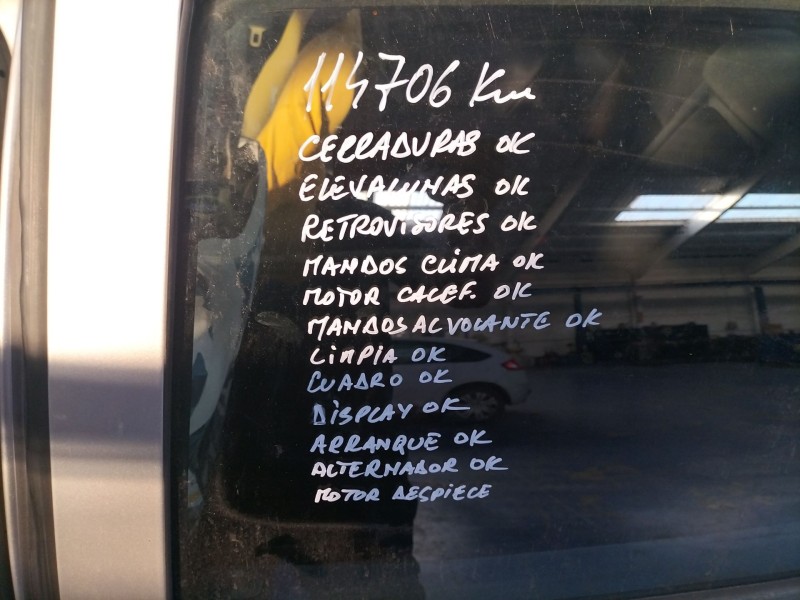 114706 Km
CERRADURAS OK
ELEVALUNAS OK
RETROVISORES OK
MANDOS CLIMA OK
MOTOR CALEF. OK
MANDOS AL VOLANTE OK
LIMPIA OK
CUADRO OK
DISPLAY OK
ARRANQUE OK
ALTERNADOR OK
MOTOR DESPIECE